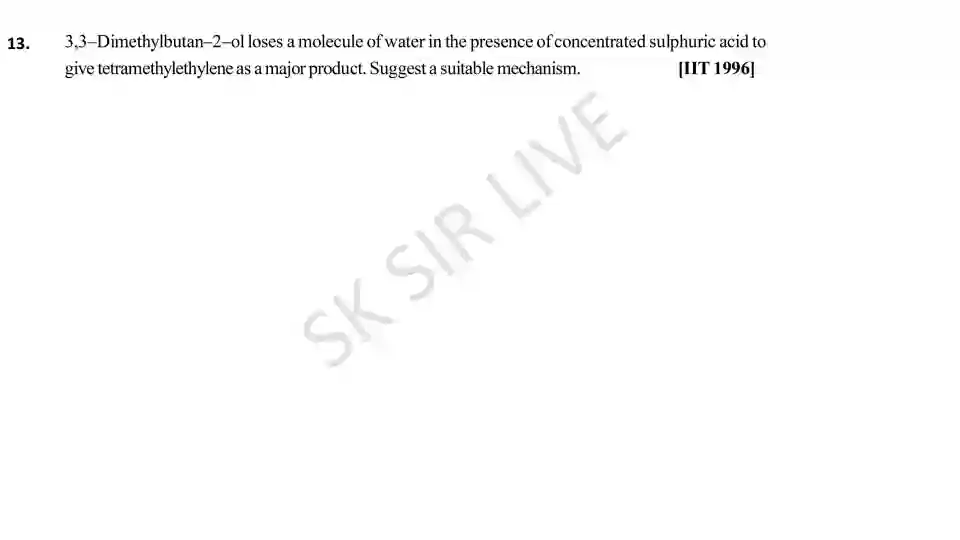 13. 3,3–Dimethylbutan–2–ol loses a molecule of water in the presence of concentrated sulphuric acid to
give tetramethylethylene as a major product. Suggest a suitable mechanism. [IIT 1996]
SK SIR LIVE